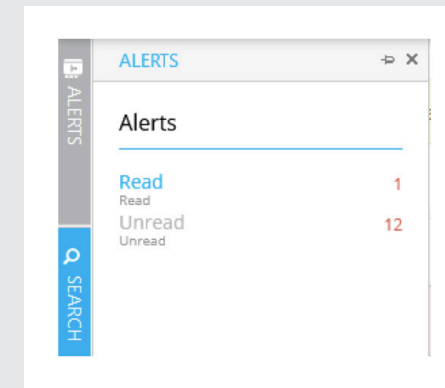 ALERTS
ALERTS
Alerts
Read 1
Read
Unread 12
Unread
SEARCH